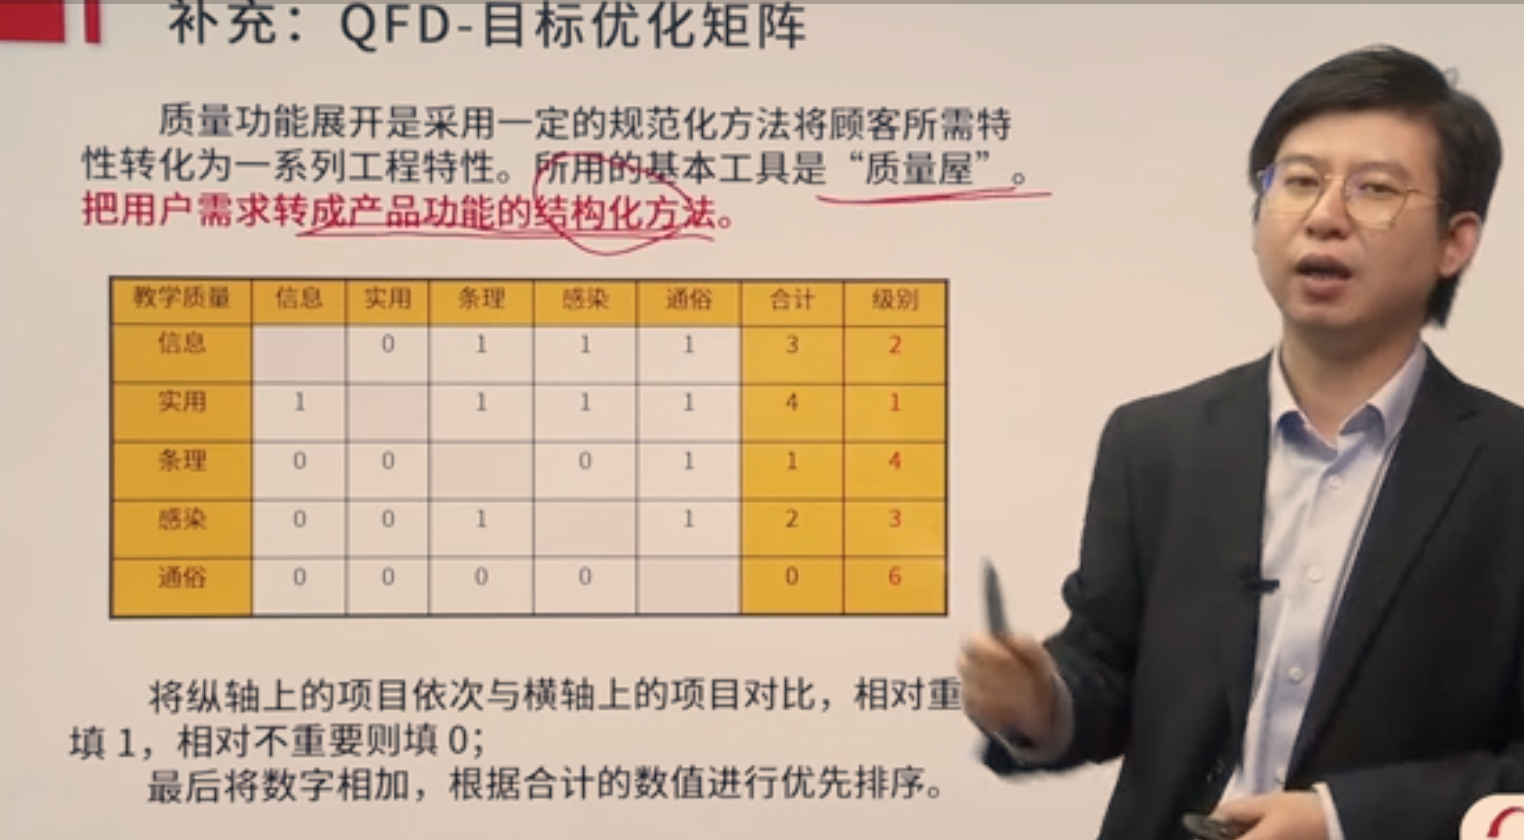 补充：QFD-目标优化矩阵
质量功能展开是采用一定的规范化方法将顾客所需特
性转化为一系列工程特性。所用的基本工具是“质量屋”。
把用户需求转成产品功能的结构化方法。
教学质量 信息 实用 条理 感染 通俗 合计 级别
信息 0 1 1 1 3 2
实用 1 1 1 1 4 1
条理 0 0 0 1 1 4
感染 0 0 1 1 2 3
通俗 0 0 0 0 0 6
将纵轴上的项目依次与横轴上的项目对比，相对重
填 1，相对不重要则填 0；
最后将数字相加，根据合计的数值进行优先排序。